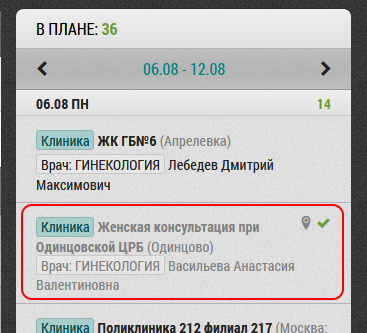 В ПЛАНЕ: 36
06.08 - 12.08
06.08 ПН 14
Клиника ЖК ГБ№6 (Апрелевка)
Врач: ГИНЕКОЛОГИЯ Лебедев Дмитрий
Максимович
Клиника Женская консультация при
Одинцовской ЦРБ (Одинцово)
Врач: ГИНЕКОЛОГИЯ Васильева Анастасия
Валентиновна
Клиника Поликлиника 212 филиал 217 (Москва: